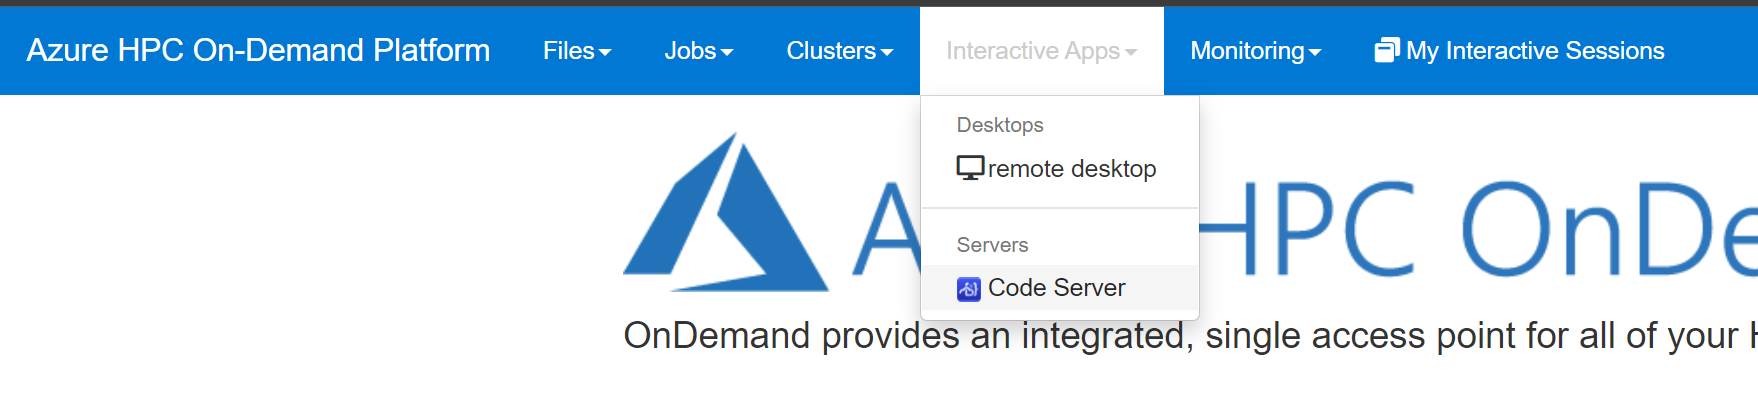 Azure HPC On-Demand Platform Files Jobs Clusters Interactive Apps Monitoring My Interactive Sessions
Desktops
remote desktop
Servers
Code Server
A HPC OnDe
OnDemand provides an integrated, single access point for all of your H